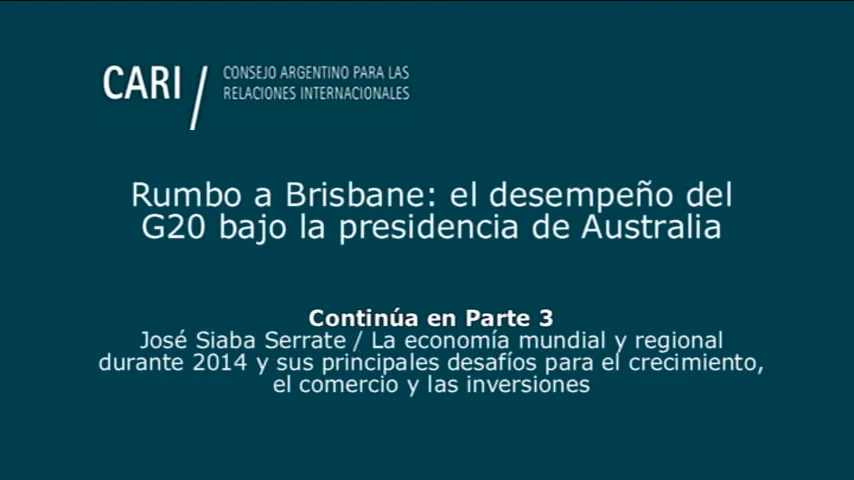 CARI/
CONSEJO ARGENTINO PARA LAS
RELACIONES INTERNACIONALES
Rumbo a Brisbane: el desempeño del
G20 bajo la presidencia de Australia
Continúa en Parte 3
José Siaba Serrate / La economía mundial y regional
durante 2014 y sus principales desafíos para el crecimiento,
el comercio y las inversiones